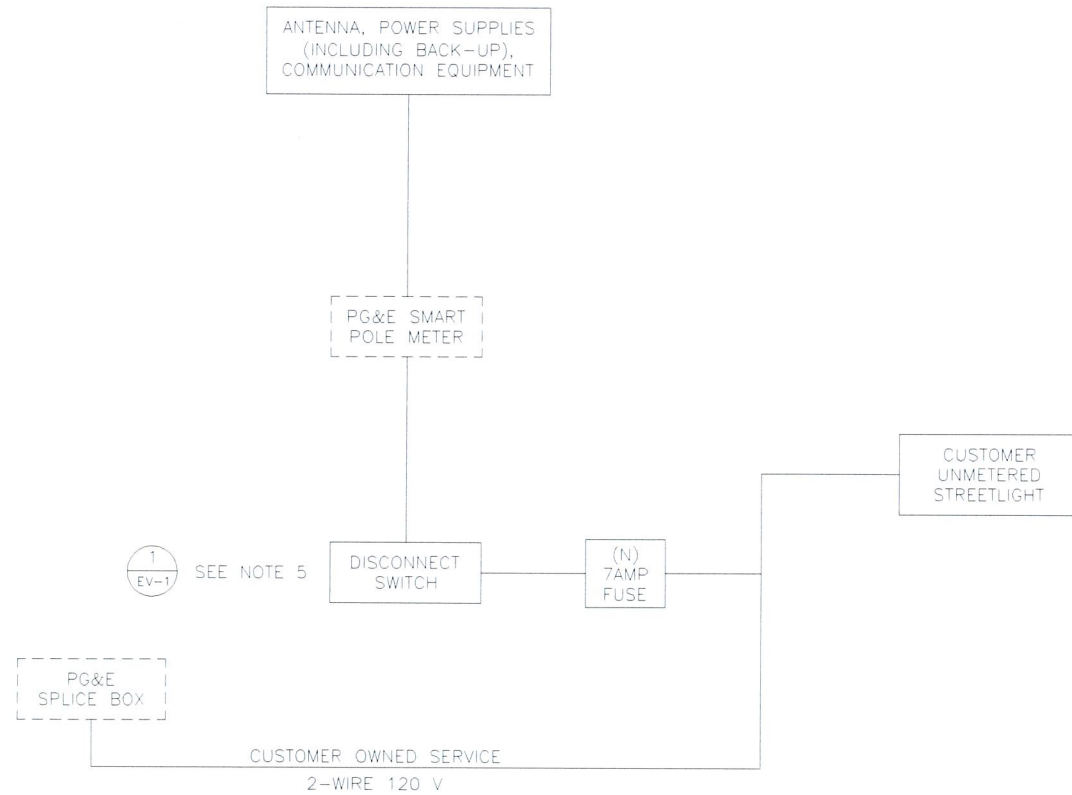 ANTENNA, POWER SUPPLIES
(INCLUDING BACK-UP),
COMMUNICATION EQUIPMENT
PG&E SMART
POLE METER
CUSTOMER
UNMETERED
STREETLIGHT
1
EV-1
SEE NOTE 5
DISCONNECT
SWITCH
(N)
7AMP
FUSE
PG&E
SPLICE BOX
CUSTOMER OWNED SERVICE
2-WIRE 120 V